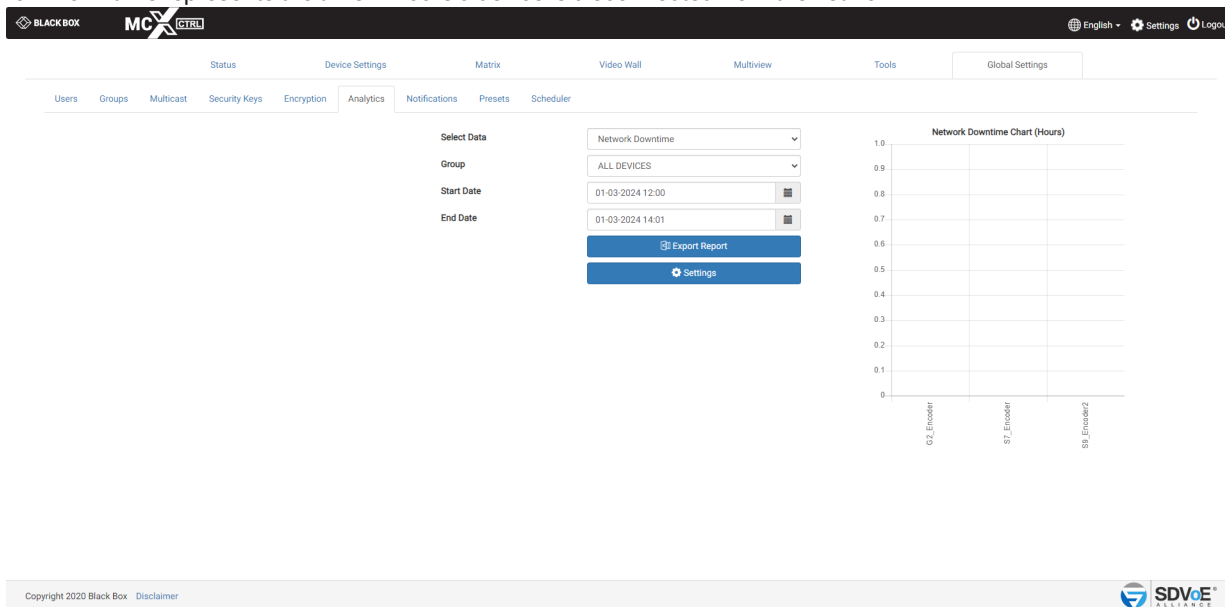 BLACK BOX
MCX CTRL
English
Settings
Logou
Status
Device Settings
Matrix
Video Wall
Multiview
Tools
Global Settings
Users
Groups
Multicast
Security Keys
Encryption
Analytics
Notifications
Presets
Scheduler
Select Data
Network Downtime
Group
ALL DEVICES
Start Date
01-03-2024 12:00
End Date
01-03-2024 14:01
Export Report
Settings
Network Downtime Chart (Hours)
1.0
0.9
0.8
0.7
0.6
0.5
0.4
0.3
0.2
0.1
0
G2_Encoder
S7_Encoder
S9_Encoder2
Copyright 2020 Black Box Disclaimer
SDVoE®
ALLIANCE